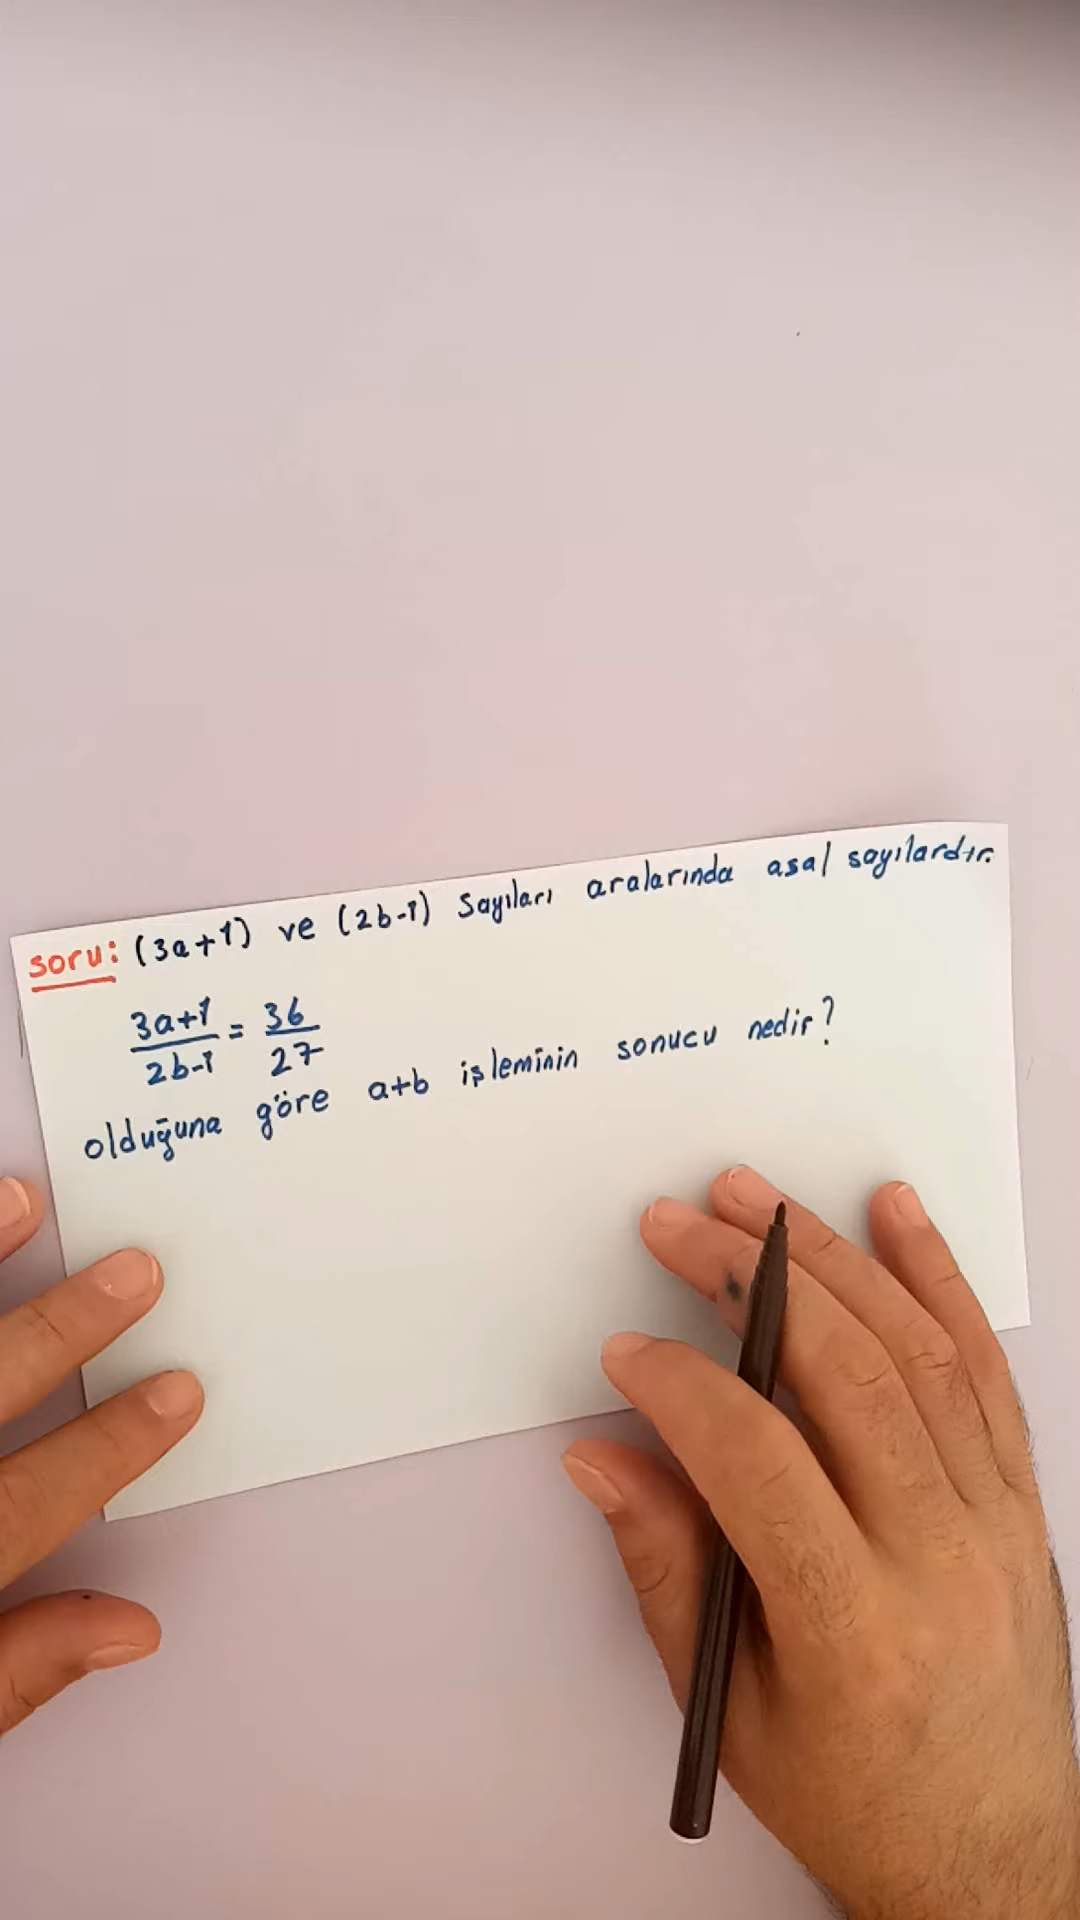 soru: (3a+1) ve (2b-1) sayıları aralarında asal sayılardır.
3a+1 = 36
2b-1 27
olduğuna göre a+b işleminin sonucu nedir?